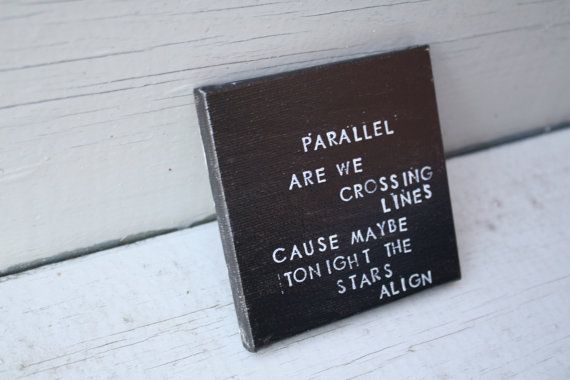 PARALLEL
ARE WE
CROSSING
LINES
CAUSE MAYBE
TONIGHT THE
STARS
ALIGN